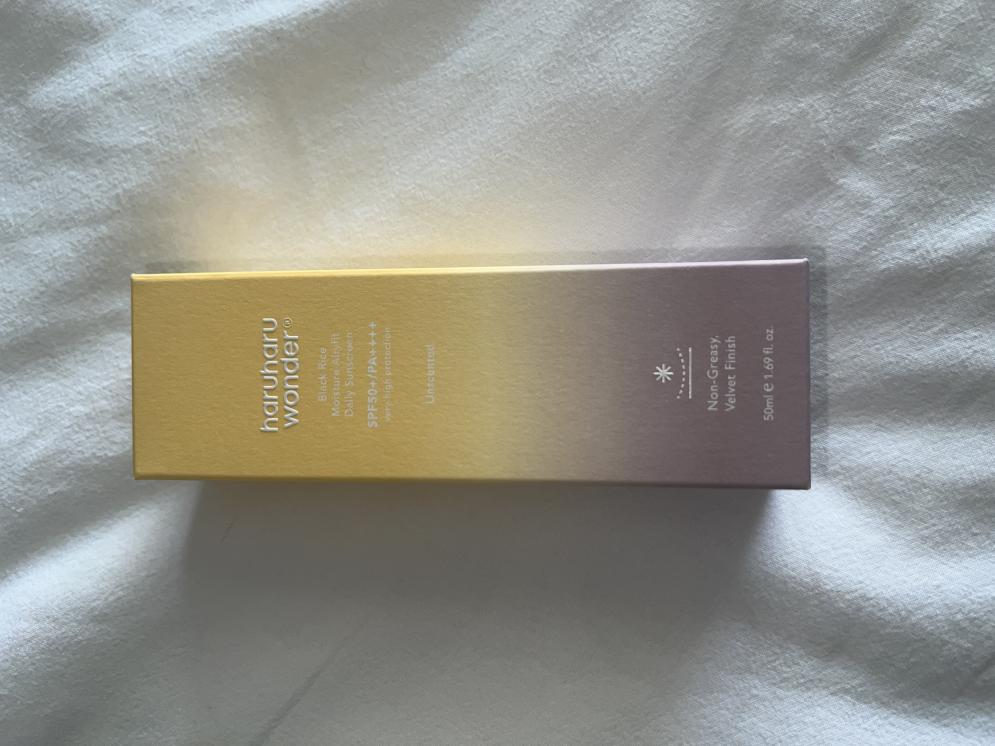 haruharu
wonder®
Black Rice
Moisture Airyfit
Daily Sunscreen
SPF50+/PA++++
very high protection
Unscented
Non-Greasy,
Velvet Finish
50ml e 1.69 fl. oz.